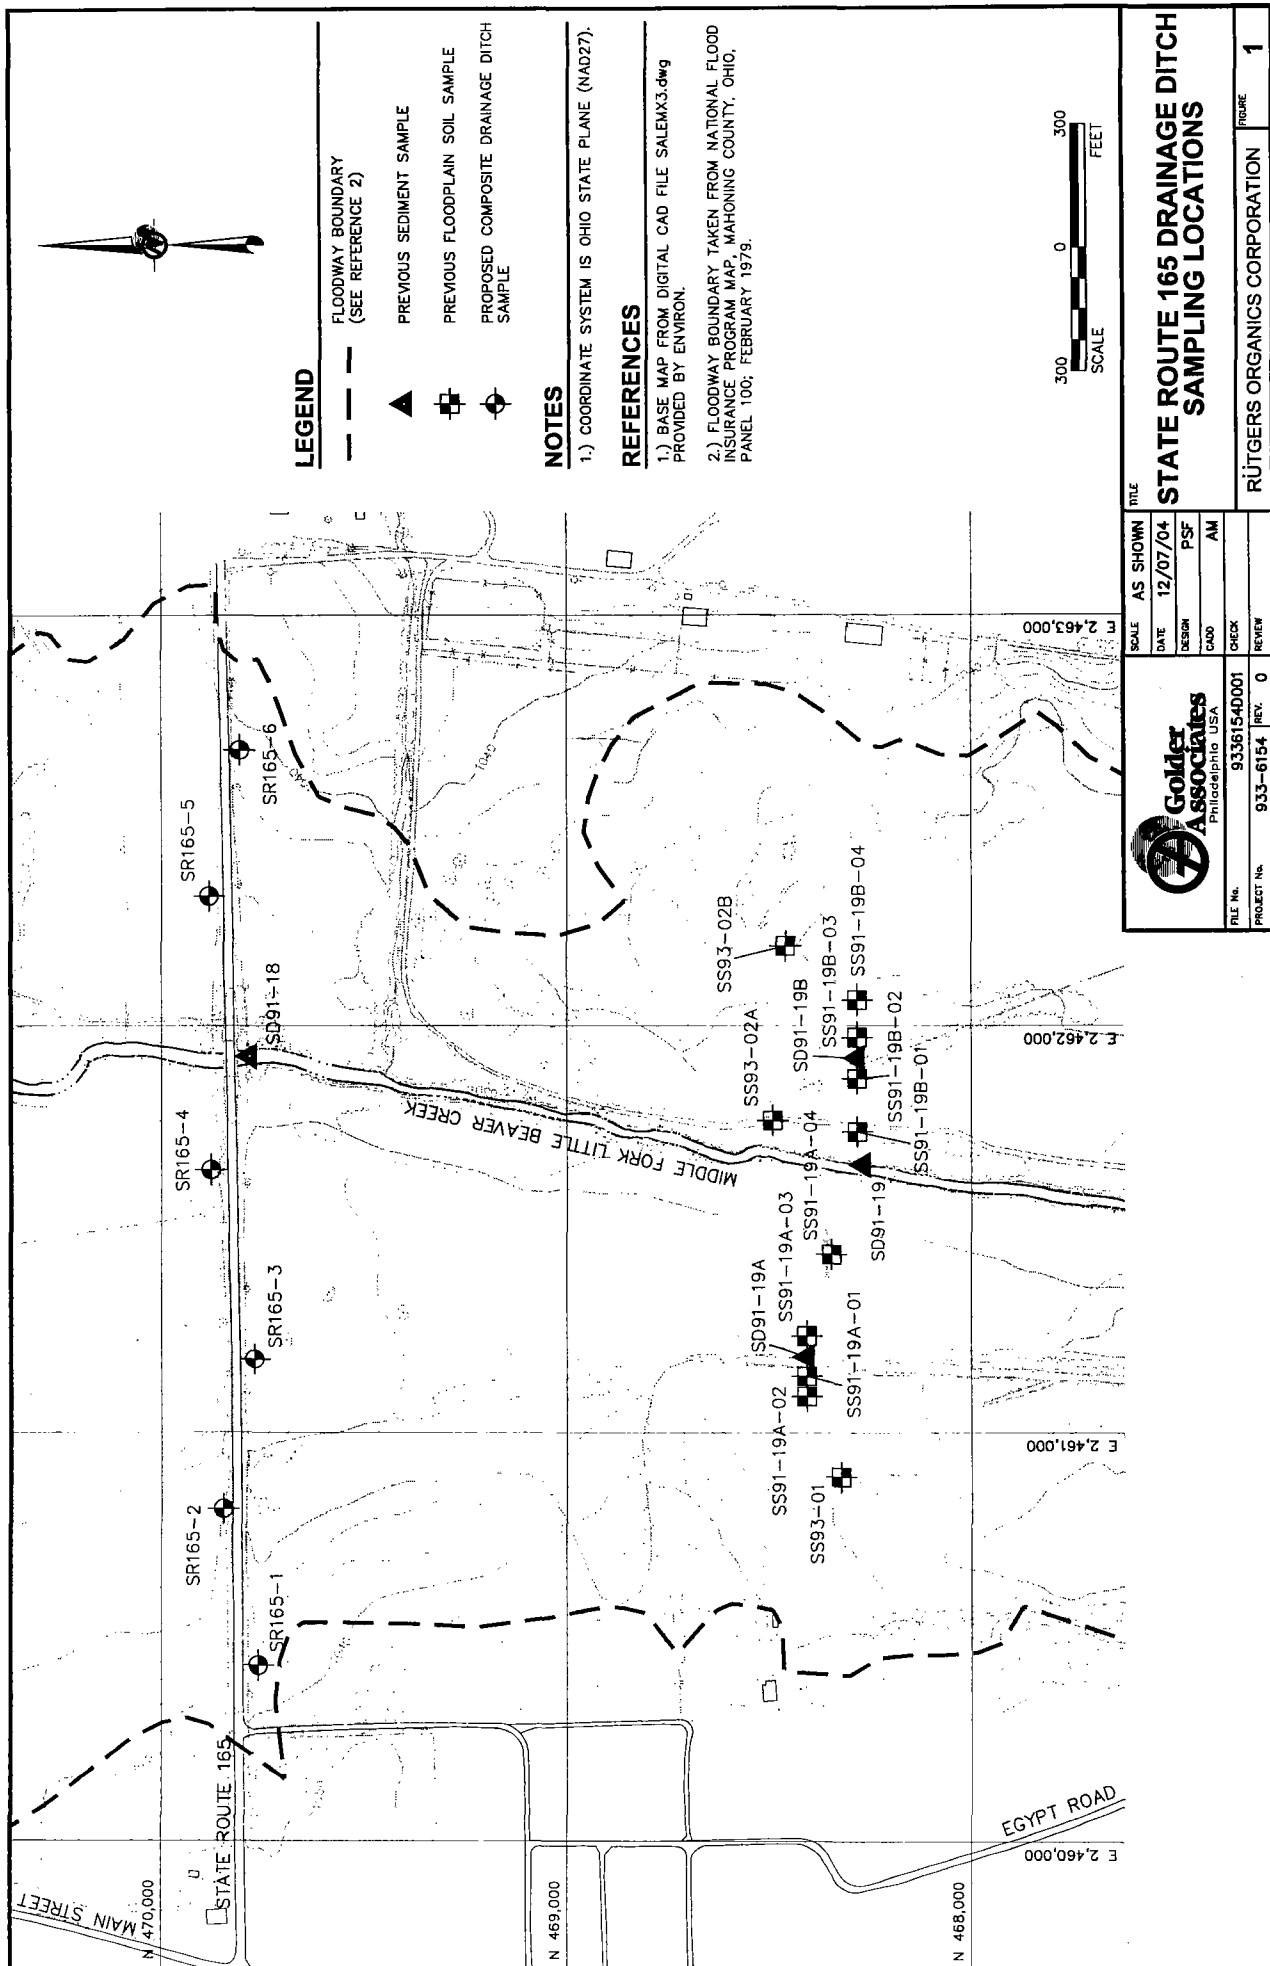 MAIN STREET
N 470,000
STATE ROUTE 165
SR165-1
SR165-2
SR165-3
SR165-4
SD91-18
SR165-5
SR165-6
MIDDLE FORK LITTLE BEAVER CREEK
N 469,000
N 468,000
EGYPT ROAD
E 2,460,000
E 2,461,000
E 2,462,000
E 2,463,000
1040
SS93-01
SS91-19A-02
SD91-19A
SS91-19A-03
SS91-19A-01
SS91-19A-04
SD91-19
SS93-02A
SS91-19B-01
SS91-19B-02
SD91-19B
SS91-19B-03
SS91-19B-04
SS93-02B
LEGEND
FLOODWAY BOUNDARY
(SEE REFERENCE 2)
PREVIOUS SEDIMENT SAMPLE
PREVIOUS FLOODPLAIN SOIL SAMPLE
PROPOSED COMPOSITE DRAINAGE DITCH
SAMPLE
NOTES
1.) COORDINATE SYSTEM IS OHIO STATE PLANE (NAD27).
REFERENCES
1.) BASE MAP FROM DIGITAL CAD FILE SALEMX3.dwg
PROVIDED BY ENVIRON.
2.) FLOODWAY BOUNDARY TAKEN FROM NATIONAL FLOOD
INSURANCE PROGRAM MAP, MAHONING COUNTY, OHIO,
PANEL 100; FEBRUARY 1979.
300 0 300
SCALE FEET
Golder
Associates
Philadelphia USA
FILE No. 9336154D001
PROJECT No. 933-6154 REV. 0
SCALE AS SHOWN
DATE 12/07/04
DESIGN PSF
CADD AM
CHECK
REVIEW
TITLE
STATE ROUTE 165 DRAINAGE DITCH
SAMPLING LOCATIONS
RÜTGERS ORGANICS CORPORATION
FIGURE 1